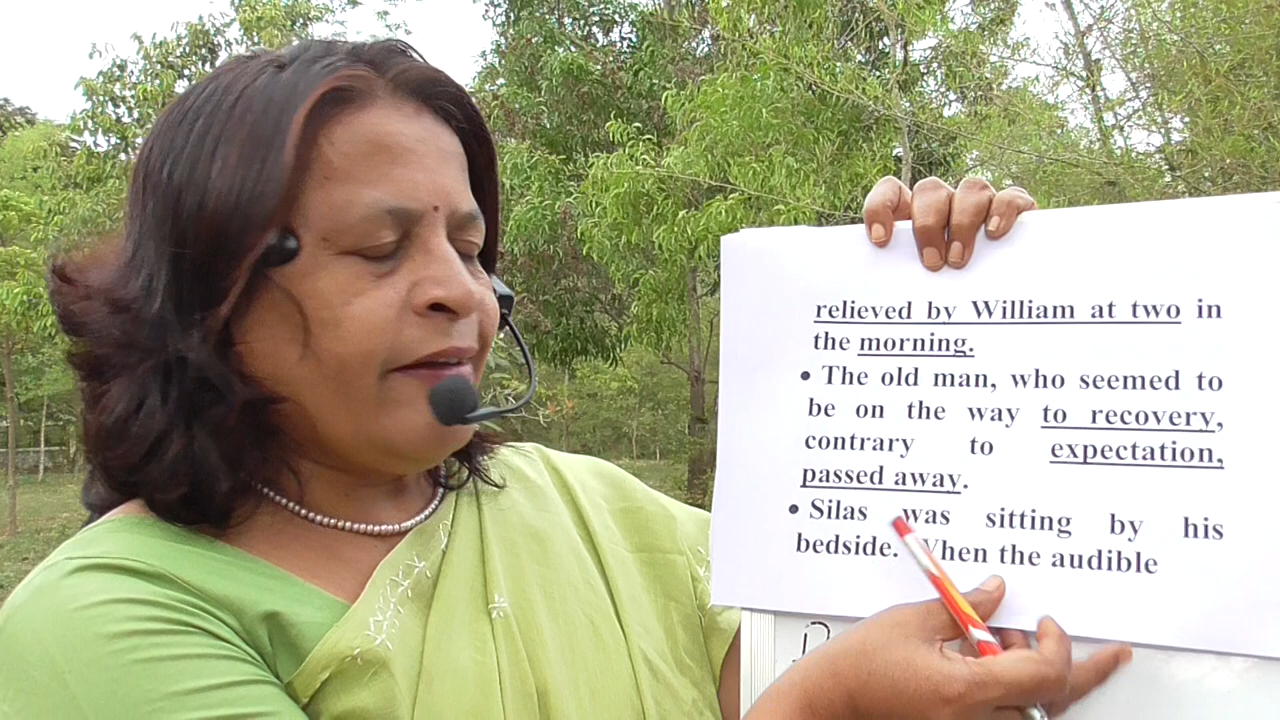 relieved by William at two in
the morning.
• The old man, who seemed to
be on the way to recovery,
contrary to expectation,
passed away.
• Silas was sitting by his
bedside. When the audible